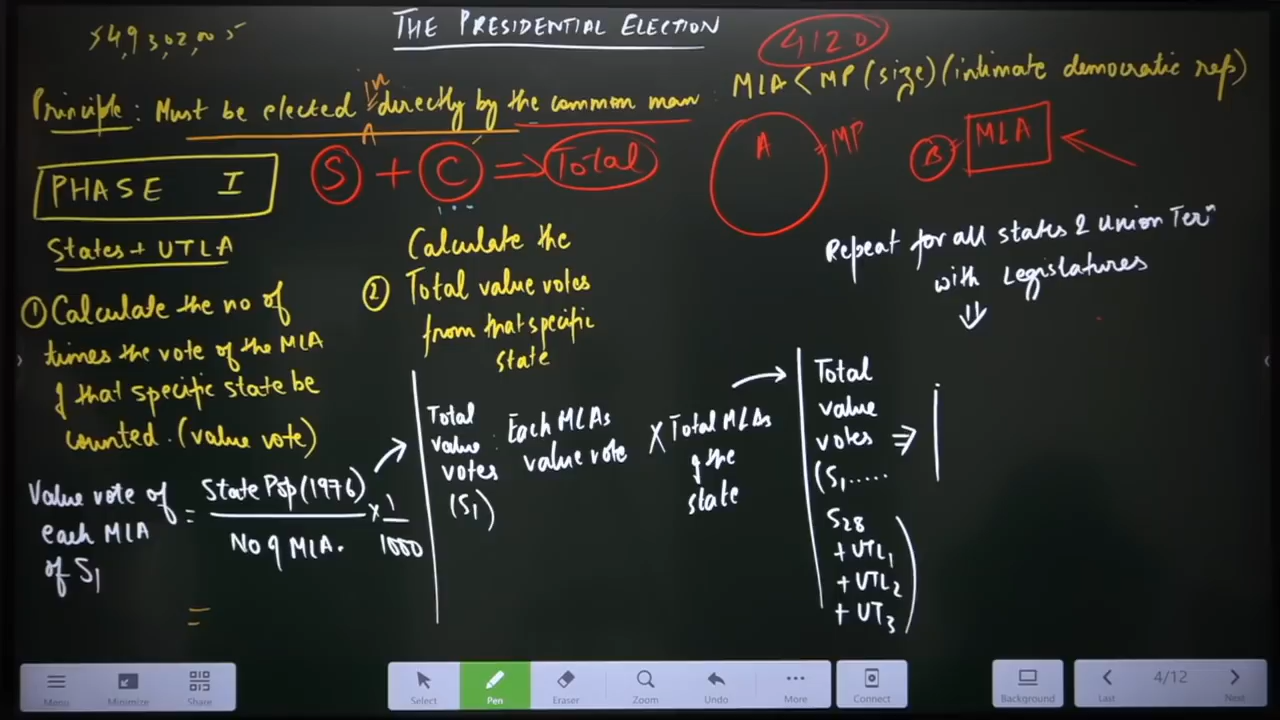 THE PRESIDENTIAL ELECTION
4120
Principle: Must be elected indirectly by the common man
MLA < MP (size) (intimate democratic rep)
S + C ⇒ Total
A MP
B MLA
PHASE I
States + UTLA
① Calculate the no of
times the vote of the MLA
of that specific state be
counted. (value vote)
Value vote of
each MLA
of S1
= State Pop (1976) / No of MLA. × 1/1000
=
② Calculate the
Total value votes
from that specific
state
Total
value
votes
(S1)
: Each MLAs
value vote
× Total MLAs
of the
state
Repeat for all states & Union Terⁿ
with Legislatures
⇓
Total
value
votes ⇒
(S1.....
S28
+ UTL1
+ UTL2
+ UT3)
Menu
Minimize
Share
Select
Pen
Eraser
Zoom
Undo
More
Connect
Background
Last
4/12
Next